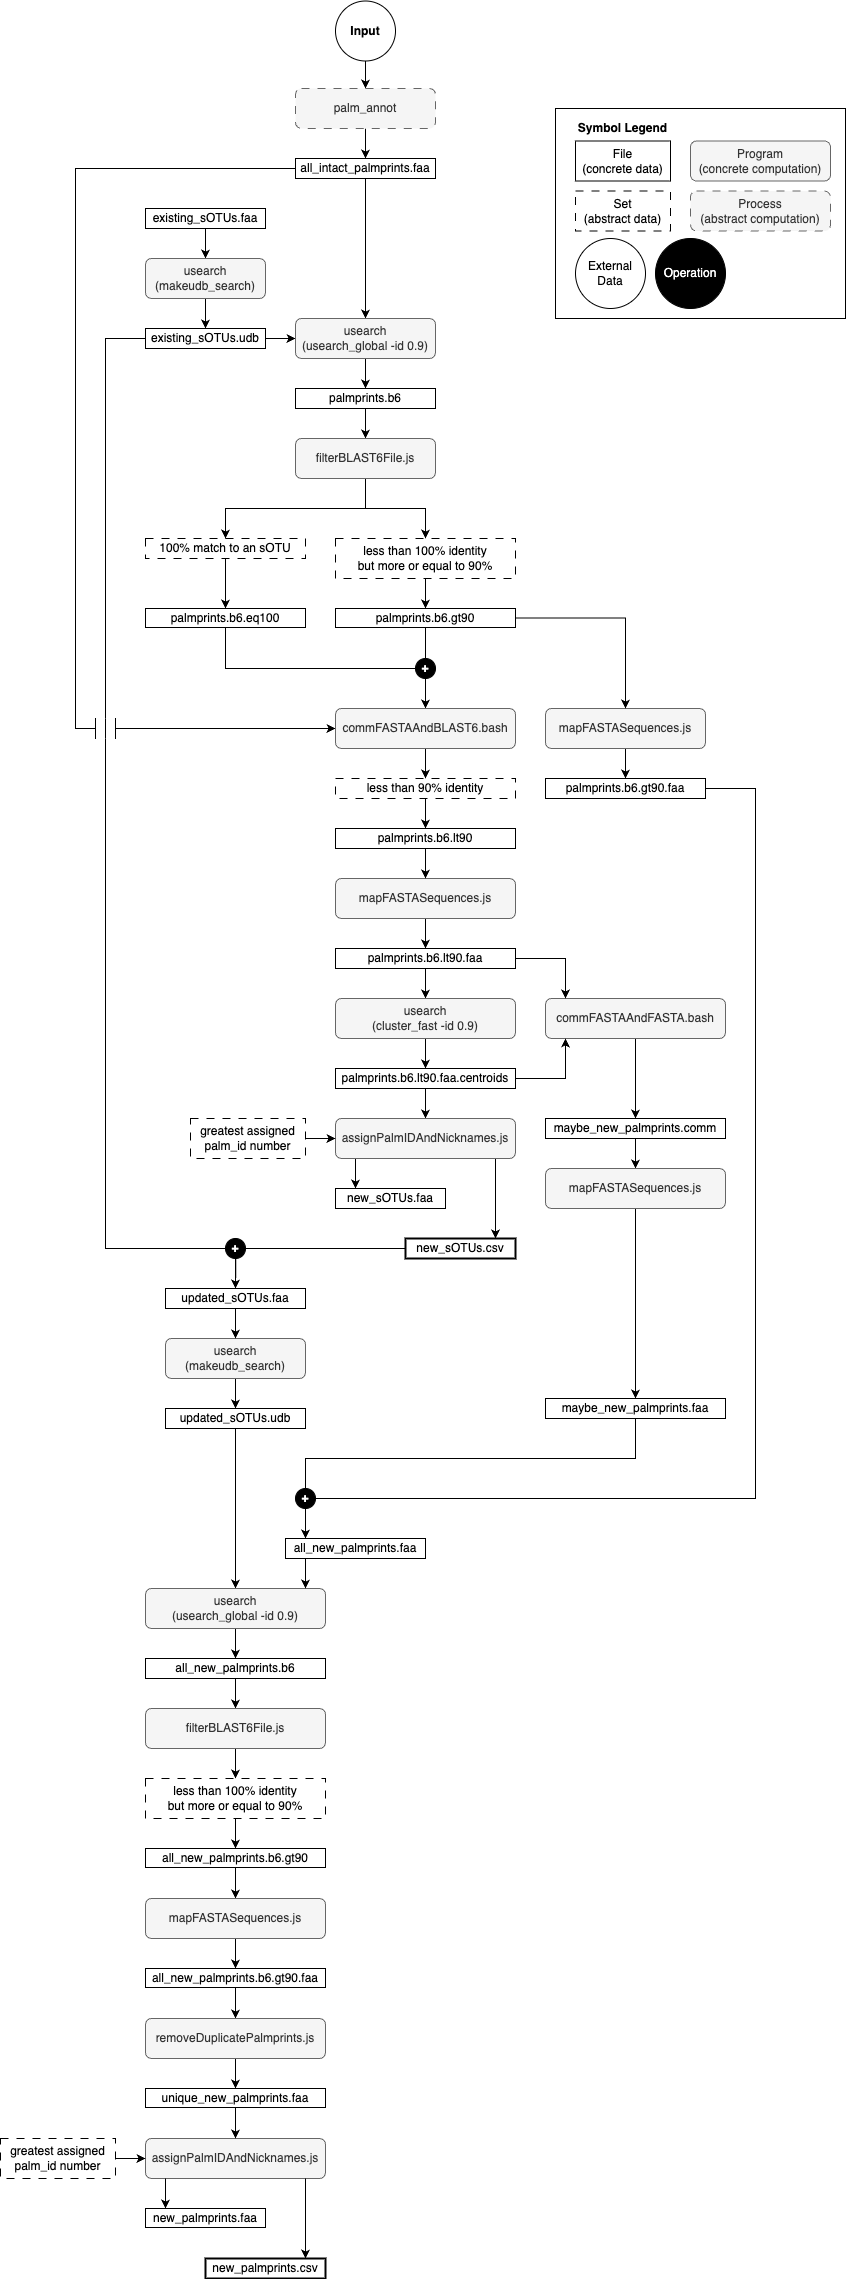 Input
palm_annot
Symbol Legend
File
(concrete data)
Program
(concrete computation)
all_intact_palmprints.faa
Set
(abstract data)
Process
(abstract computation)
existing_sOTUs.faa
External
Data
Operation
usearch
(makeudb_search)
existing_sOTUs.udb
usearch
(usearch_global -id 0.9)
palmprints.b6
filterBLAST6File.js
100% match to an sOTU
less than 100% identity
but more or equal to 90%
palmprints.b6.eq100
palmprints.b6.gt90
+
commFASTAAndBLAST6.bash
mapFASTASequences.js
less than 90% identity
palmprints.b6.gt90.faa
palmprints.b6.lt90
mapFASTASequences.js
palmprints.b6.lt90.faa
usearch
(cluster_fast -id 0.9)
commFASTAAndFASTA.bash
palmprints.b6.lt90.faa.centroids
greatest assigned
palm_id number
assignPalmIDAndNicknames.js
maybe_new_palmprints.comm
new_sOTUs.faa
mapFASTASequences.js
+
new_sOTUs.csv
updated_sOTUs.faa
usearch
(makeudb_search)
updated_sOTUs.udb
maybe_new_palmprints.faa
+
all_new_palmprints.faa
usearch
(usearch_global -id 0.9)
all_new_palmprints.b6
filterBLAST6File.js
less than 100% identity
but more or equal to 90%
all_new_palmprints.b6.gt90
mapFASTASequences.js
all_new_palmprints.b6.gt90.faa
removeDuplicatePalmprints.js
unique_new_palmprints.faa
greatest assigned
palm_id number
assignPalmIDAndNicknames.js
new_palmprints.faa
new_palmprints.csv